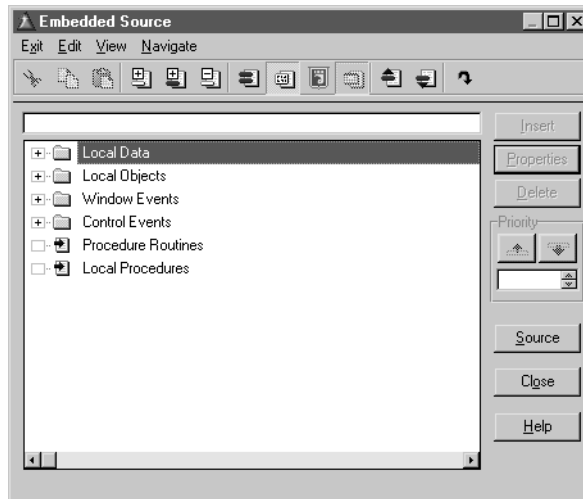 Embedded Source
Exit Edit View Navigate
Insert
Local Data
Properties
Local Objects
Delete
Window Events
Control Events
Priority
Procedure Routines
Local Procedures
Source
Close
Help